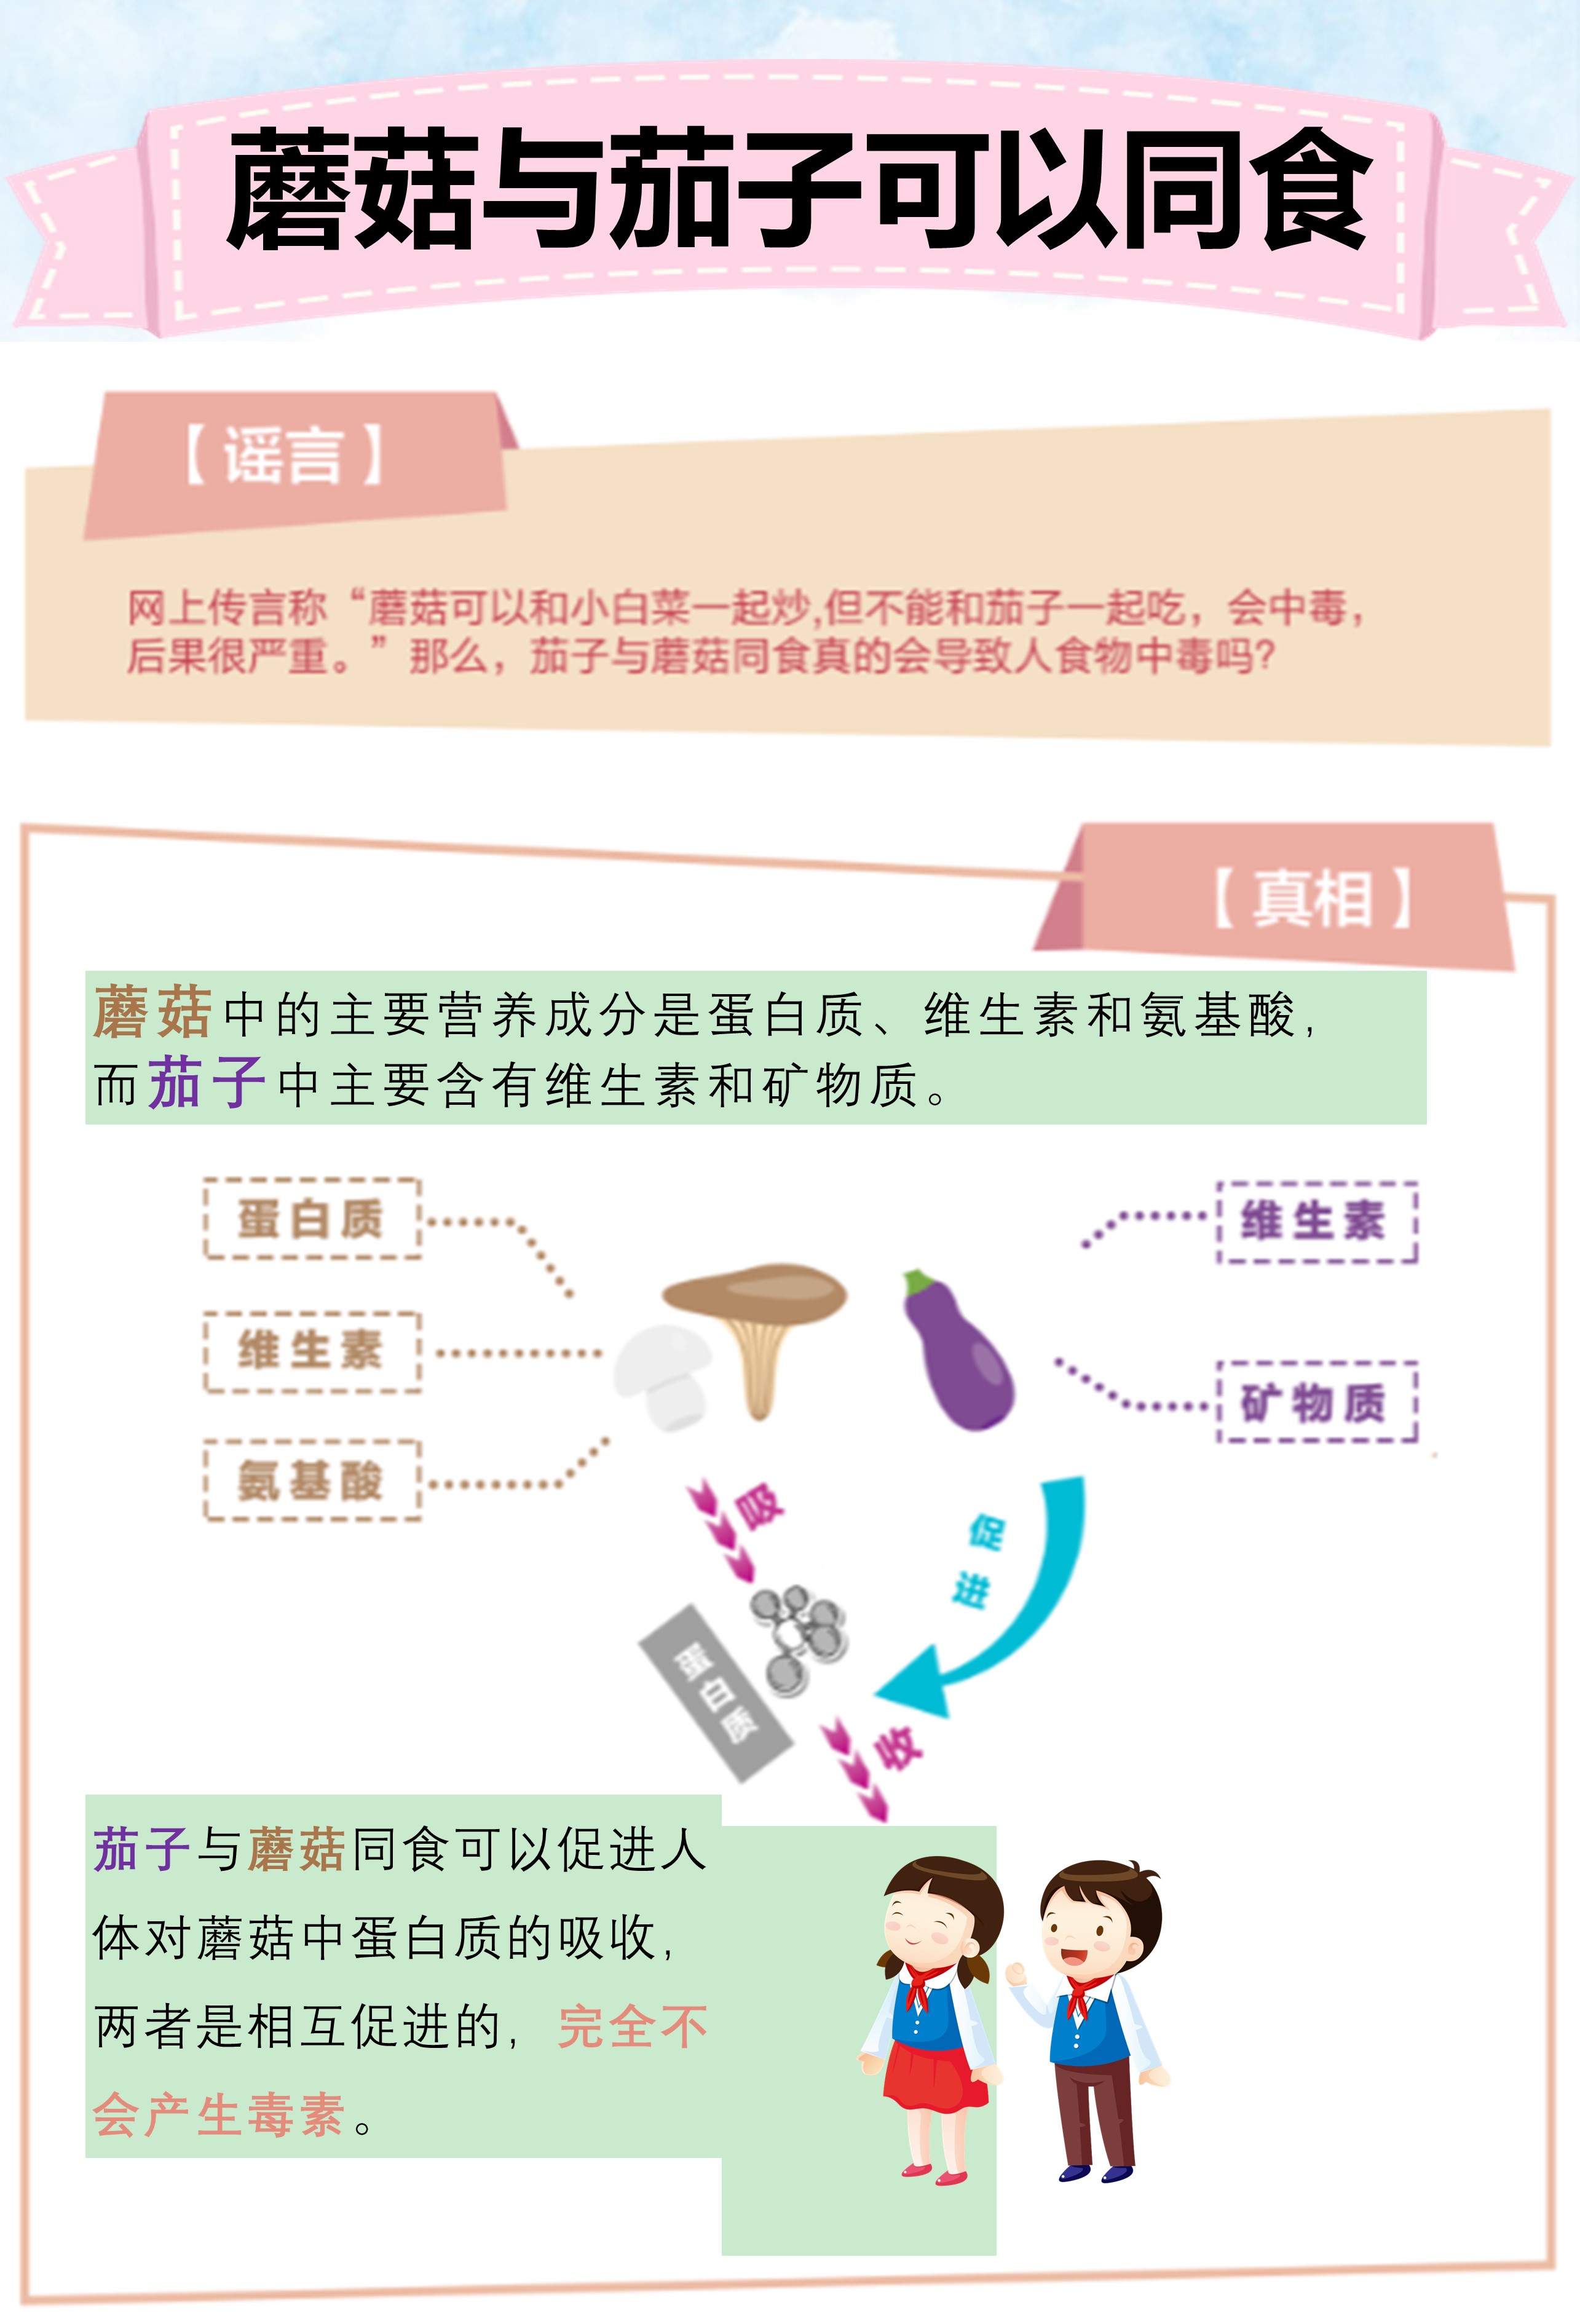 蘑菇与茄子可以同食
【谣言】
网上传言称“蘑菇可以和小白菜一起炒,但不能和茄子一起吃，会中毒，
后果很严重。”那么，茄子与蘑菇同食真的会导致人食物中毒吗?
【真相】
蘑菇中的主要营养成分是蛋白质、维生素和氨基酸，
而茄子中主要含有维生素和矿物质。
蛋白质
维生素
氨基酸
维生素
矿物质
吸
促进
蛋白质
收
茄子与蘑菇同食可以促进人
体对蘑菇中蛋白质的吸收，
两者是相互促进的，完全不
会产生毒素。